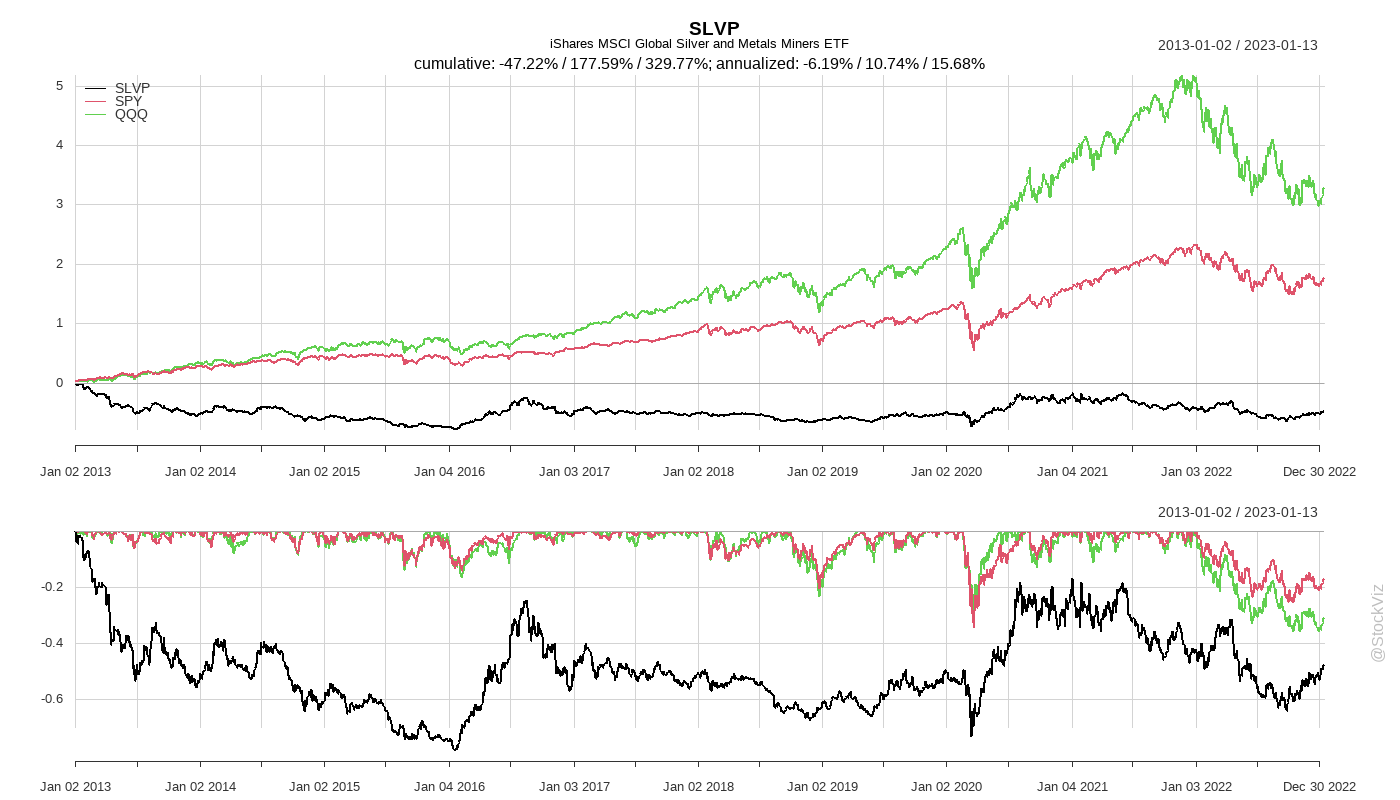 SLVP
iShares MSCI Global Silver and Metals Miners ETF
2013-01-02 / 2023-01-13
cumulative: -47.22% / 177.59% / 329.77%; annualized: -6.19% / 10.74% / 15.68%
SLVP
SPY
QQQ
5
4
3
2
1
0
Jan 02 2013 Jan 02 2014 Jan 02 2015 Jan 04 2016 Jan 03 2017 Jan 02 2018 Jan 02 2019 Jan 02 2020 Jan 04 2021 Jan 03 2022 Dec 30 2022
2013-01-02 / 2023-01-13
-0.2
-0.4
-0.6
Jan 02 2013 Jan 02 2014 Jan 02 2015 Jan 04 2016 Jan 03 2017 Jan 02 2018 Jan 02 2019 Jan 02 2020 Jan 04 2021 Jan 03 2022 Dec 30 2022
@StockViz